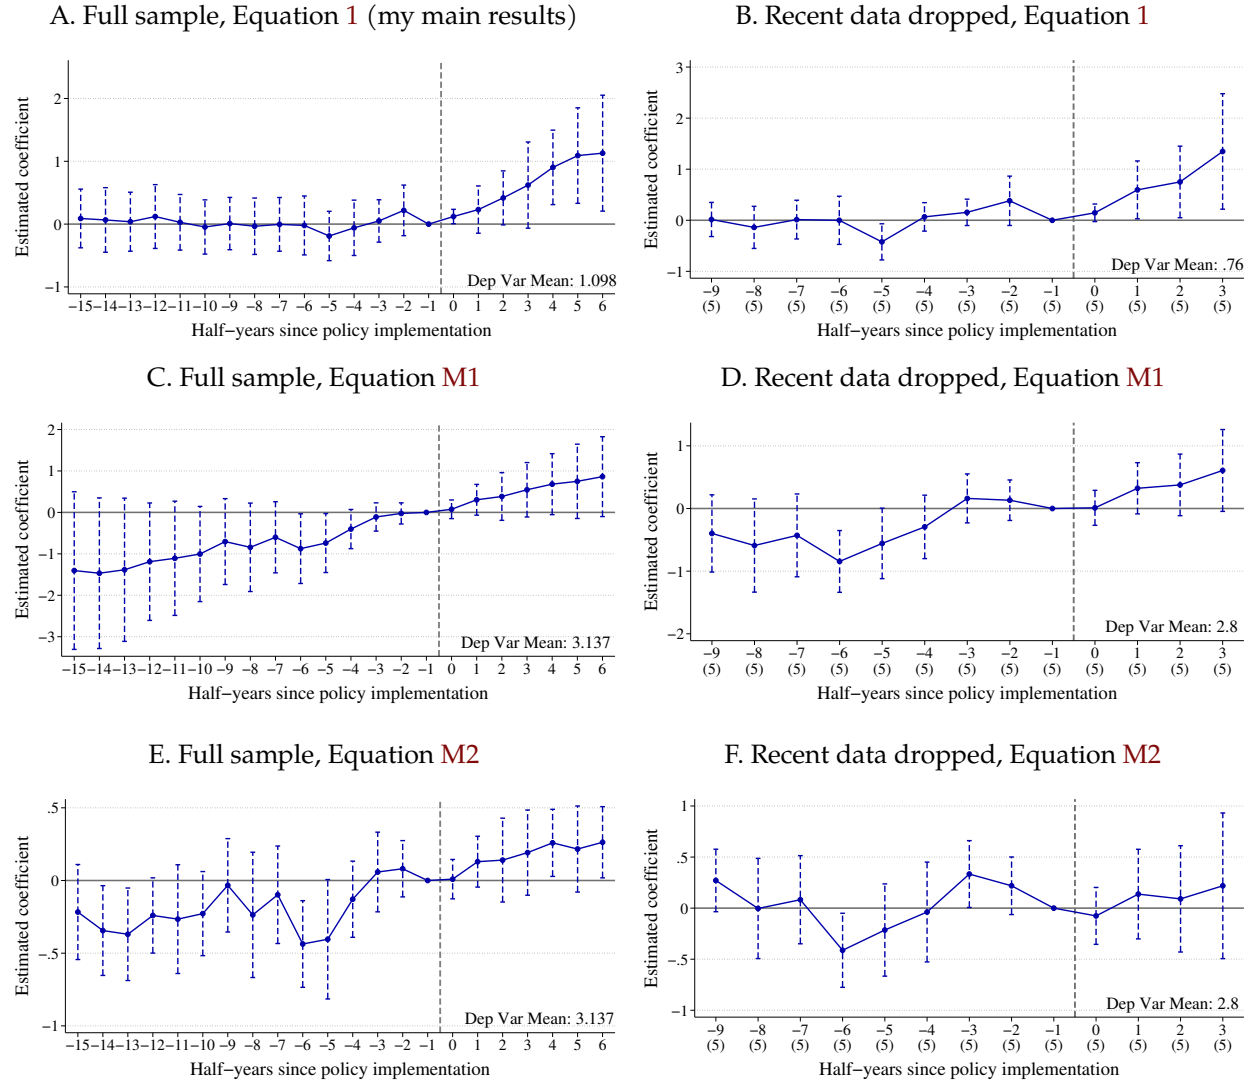 A. Full sample, Equation 1 (my main results)
Estimated coefficient
2
1
0
−1
Dep Var Mean: 1.098
−15 −14 −13 −12 −11 −10 −9 −8 −7 −6 −5 −4 −3 −2 −1 0 1 2 3 4 5 6
Half−years since policy implementation
B. Recent data dropped, Equation 1
Estimated coefficient
3
2
1
0
−1
Dep Var Mean: .76
−9 −8 −7 −6 −5 −4 −3 −2 −1 0 1 2 3
(5) (5) (5) (5) (5) (5) (5) (5) (5) (5) (5) (5) (5)
Half−years since policy implementation
C. Full sample, Equation M1
Estimated coefficient
2
1
0
−1
−2
−3
Dep Var Mean: 3.137
−15 −14 −13 −12 −11 −10 −9 −8 −7 −6 −5 −4 −3 −2 −1 0 1 2 3 4 5 6
Half−years since policy implementation
D. Recent data dropped, Equation M1
Estimated coefficient
1
0
−1
−2
Dep Var Mean: 2.8
−9 −8 −7 −6 −5 −4 −3 −2 −1 0 1 2 3
(5) (5) (5) (5) (5) (5) (5) (5) (5) (5) (5) (5) (5)
Half−years since policy implementation
E. Full sample, Equation M2
Estimated coefficient
.5
0
−.5
−1
Dep Var Mean: 3.137
−15 −14 −13 −12 −11 −10 −9 −8 −7 −6 −5 −4 −3 −2 −1 0 1 2 3 4 5 6
Half−years since policy implementation
F. Recent data dropped, Equation M2
Estimated coefficient
1
.5
0
−.5
−1
Dep Var Mean: 2.8
−9 −8 −7 −6 −5 −4 −3 −2 −1 0 1 2 3
(5) (5) (5) (5) (5) (5) (5) (5) (5) (5) (5) (5) (5)
Half−years since policy implementation